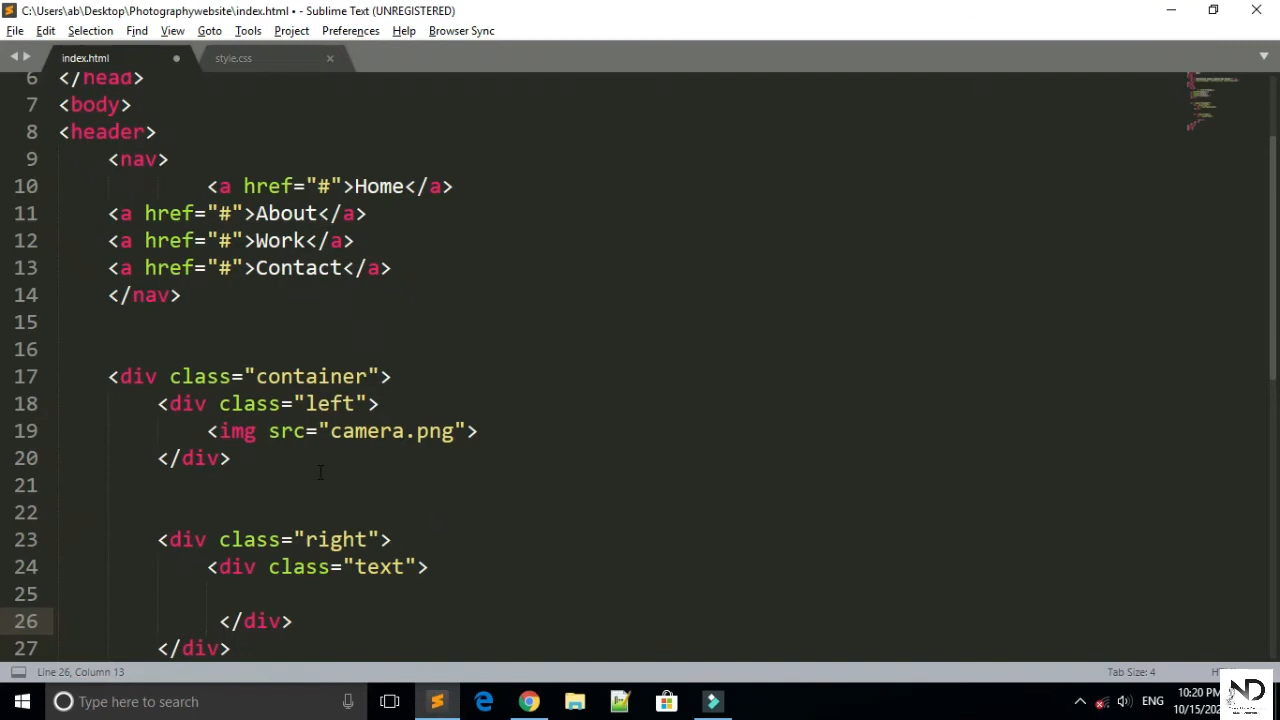 C:\Users\ab\Desktop\Photographywebsite\index.html • - Sublime Text (UNREGISTERED)
File Edit Selection Find View Goto Tools Project Preferences Help Browser Sync
index.html style.css
6 </head>
7 <body>
8 <header>
9 <nav>
10 <a href="#">Home</a>
11 <a href="#">About</a>
12 <a href="#">Work</a>
13 <a href="#">Contact</a>
14 </nav>
15
16
17 <div class="container">
18 <div class="left">
19 <img src="camera.png">
20 </div>
21
22
23 <div class="right">
24 <div class="text">
25
26 </div>
27 </div>
Line 26, Column 13 Tab Size: 4
Type here to search ENG 10:20 PM
ND